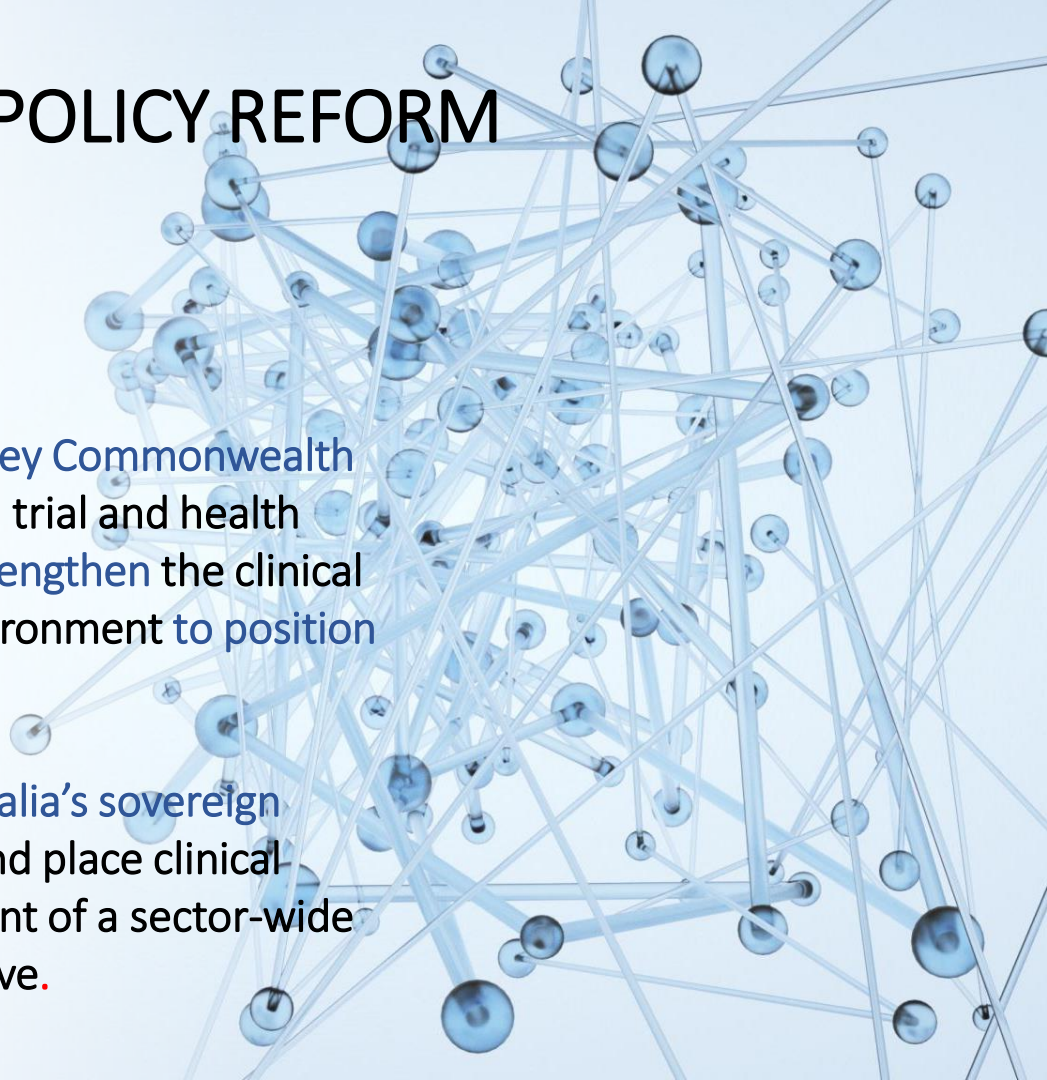 POLICY REFORM
ey Commonwealth
trial and health
engthen the clinical
ronment to position
alia’s sovereign
nd place clinical
nt of a sector-wide
ve.